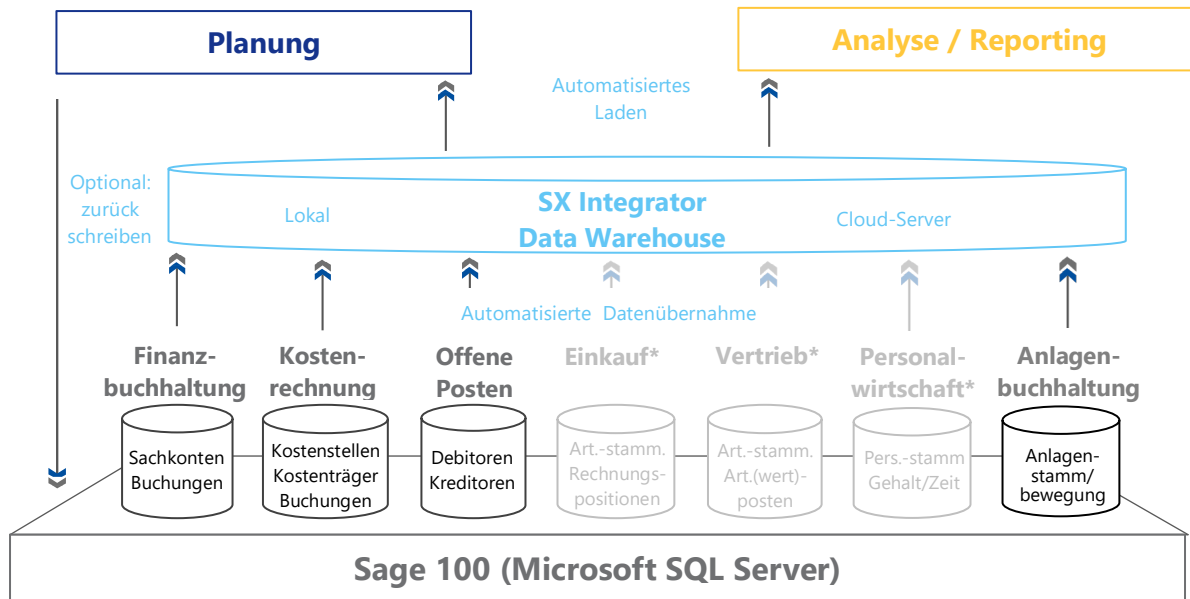 Planung
Analyse / Reporting
Automatisiertes
Laden
Optional:
zurück
schreiben
SX Integrator
Data Warehouse
Lokal
Cloud-Server
Automatisierte Datenübernahme
Finanz-
buchhaltung
Kosten-
rechnung
Offene
Posten
Einkauf*
Vertrieb*
Personal-
wirtschaft*
Anlagen-
buchhaltung
Sachkonten
Buchungen
Kostenstellen
Kostenträger
Buchungen
Debitoren
Kreditoren
Art.-stamm.
Rechnungs-
positionen
Art.-stamm.
Art.(wert)-
posten
Pers.-stamm
Gehalt/Zeit
Anlagen-
stamm/
bewegung
Sage 100 (Microsoft SQL Server)